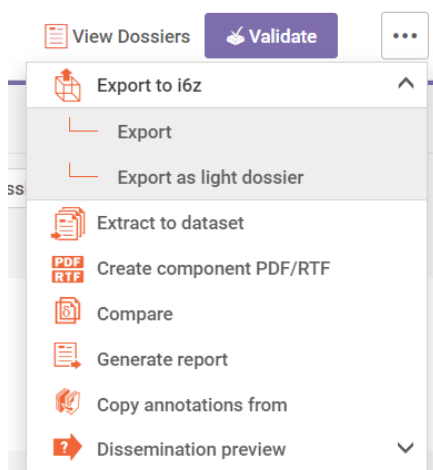 View Dossiers
Validate
...
Export to i6z
Export
Export as light dossier
ssi
Extract to dataset
PDF
RTF
Create component PDF/RTF
δ
Compare
Generate report
Copy annotations from
?
Dissemination preview